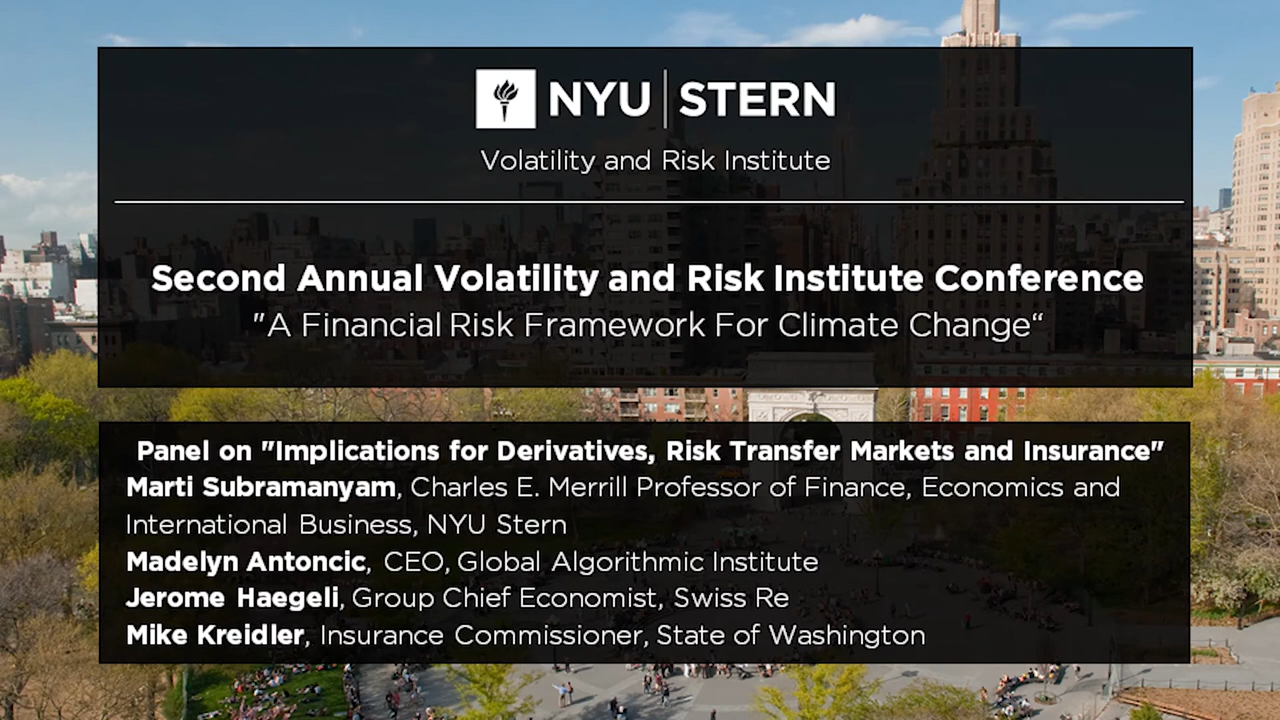 NYU | STERN
Volatility and Risk Institute
Second Annual Volatility and Risk Institute Conference
"A Financial Risk Framework For Climate Change“
Panel on "Implications for Derivatives, Risk Transfer Markets and Insurance"
Marti Subramanyam, Charles E. Merrill Professor of Finance, Economics and
International Business, NYU Stern
Madelyn Antoncic, CEO, Global Algorithmic Institute
Jerome Haegeli, Group Chief Economist, Swiss Re
Mike Kreidler, Insurance Commissioner, State of Washington